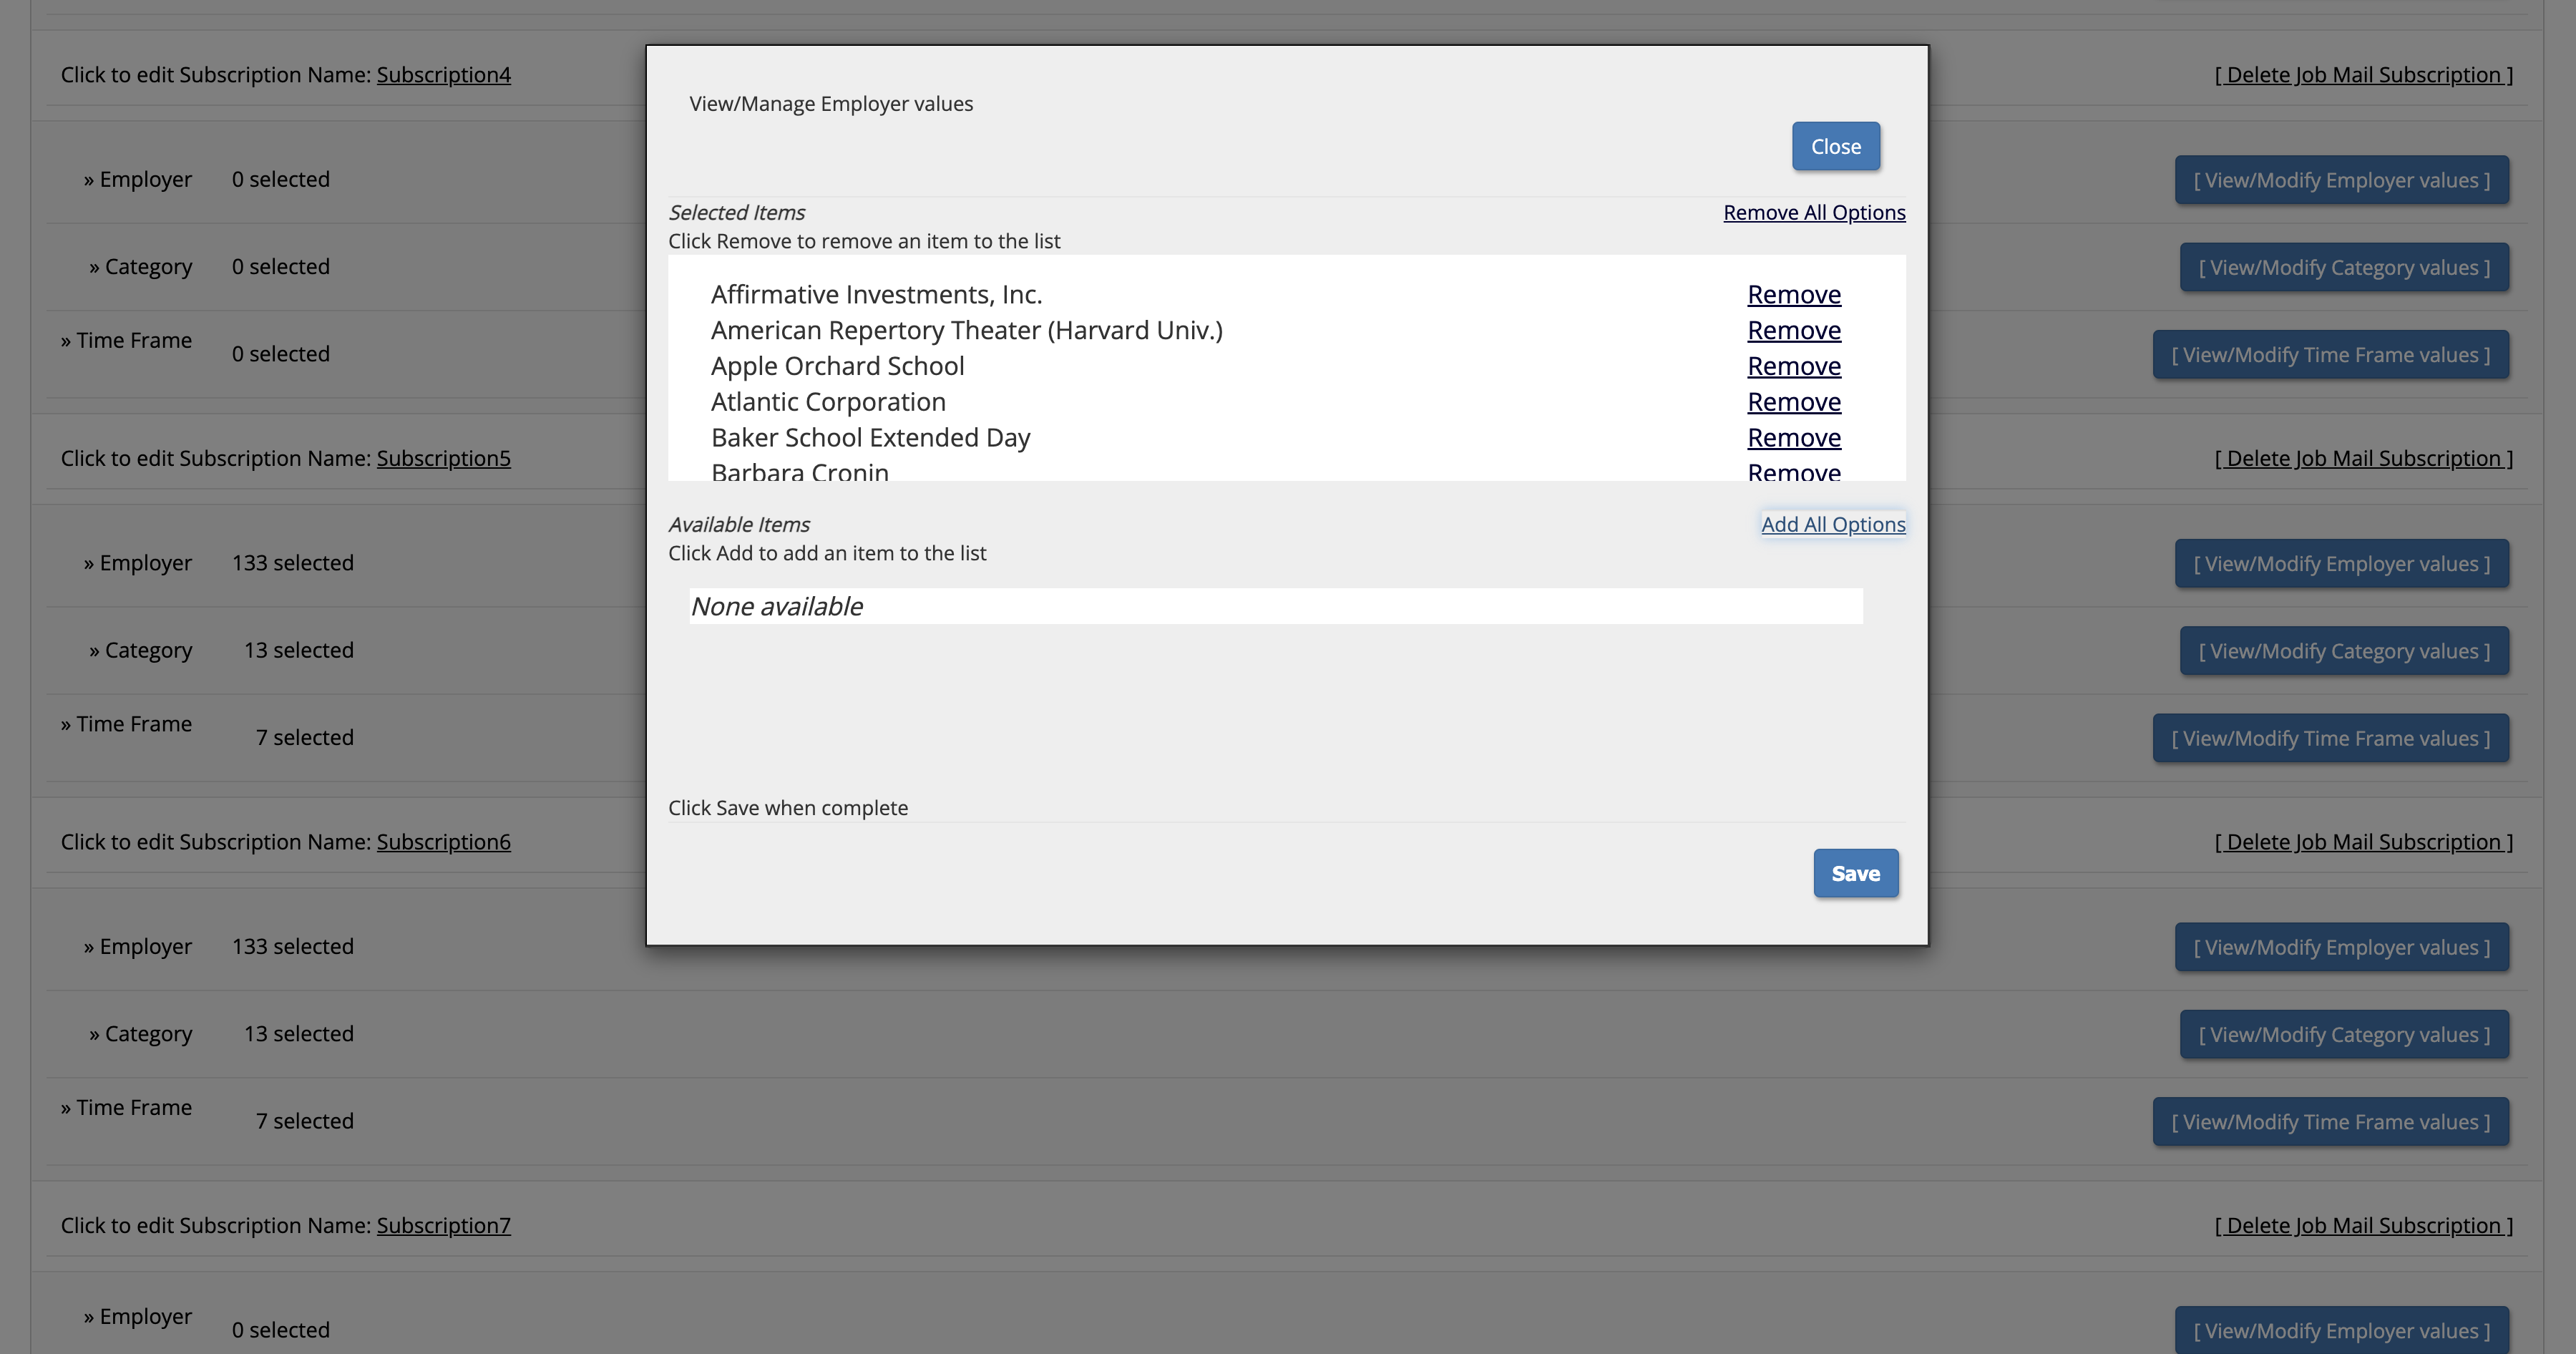 Click to edit Subscription Name: Subscription4
[ Delete Job Mail Subscription ]
» Employer 0 selected
[ View/Modify Employer values ]
» Category 0 selected
[ View/Modify Category values ]
» Time Frame 0 selected
[ View/Modify Time Frame values ]
Click to edit Subscription Name: Subscription5
[ Delete Job Mail Subscription ]
» Employer 133 selected
[ View/Modify Employer values ]
» Category 13 selected
[ View/Modify Category values ]
» Time Frame 7 selected
[ View/Modify Time Frame values ]
Click to edit Subscription Name: Subscription6
[ Delete Job Mail Subscription ]
» Employer 133 selected
[ View/Modify Employer values ]
» Category 13 selected
[ View/Modify Category values ]
» Time Frame 7 selected
[ View/Modify Time Frame values ]
Click to edit Subscription Name: Subscription7
[ Delete Job Mail Subscription ]
» Employer 0 selected
[ View/Modify Employer values ]
View/Manage Employer values
Close
Selected Items Remove All Options
Click Remove to remove an item to the list
Affirmative Investments, Inc. Remove
American Repertory Theater (Harvard Univ.) Remove
Apple Orchard School Remove
Atlantic Corporation Remove
Baker School Extended Day Remove
Barbara Cronin Remove
Available Items Add All Options
Click Add to add an item to the list
None available
Click Save when complete
Save